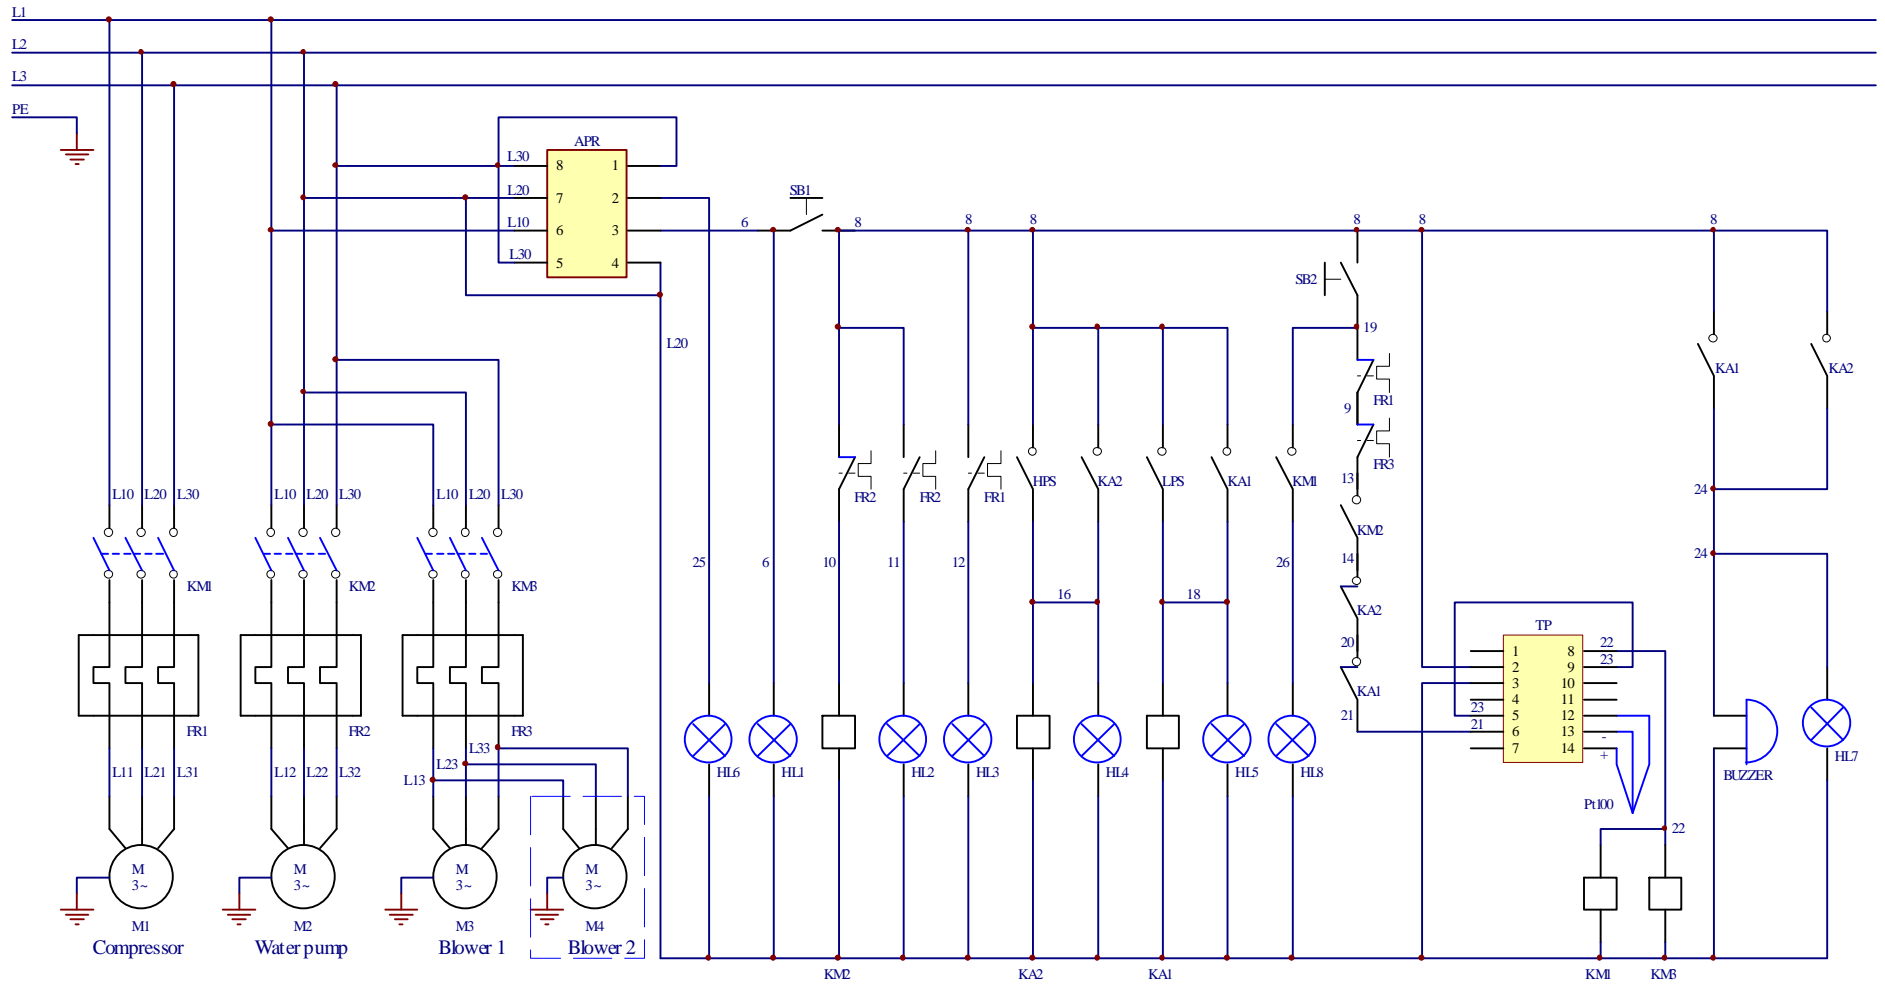 L1
L2
L3
PE
APR
L30 8 1
L20 7 2
L10 6 3
L30 5 4
SB1
6 8 8 8 8 8 8
SB2
19
L20
KA1 KA2
FR1
9
FR3
13
L10 L20 L30 L10 L20 L30 L10 L20 L30
FR2 FR2 FR1 HPS KA2 LPS KA1 KM1
24
KM2
14
25 6 10 11 12 26
24
KM1 KM2 KM3
16 18
KA2
20
TP
1 8 22
2 9 23
3 10
4 11
23 5 12
21 6 13 -
7 14 +
KA1
21
FR1 FR2 FR3
L33
L23
L13
L11 L21 L31 L12 L22 L32
HL6 HL1 HL2 HL3 HL4 HL5 HL8
BUZZER
HL7
Pt100
22
M
3~
M
3~
M
3~
M
3~
M1 M2 M3 M4
Compressor Water pump Blower 1 Blower 2
KM2 KA2 KA1 KM1 KM3